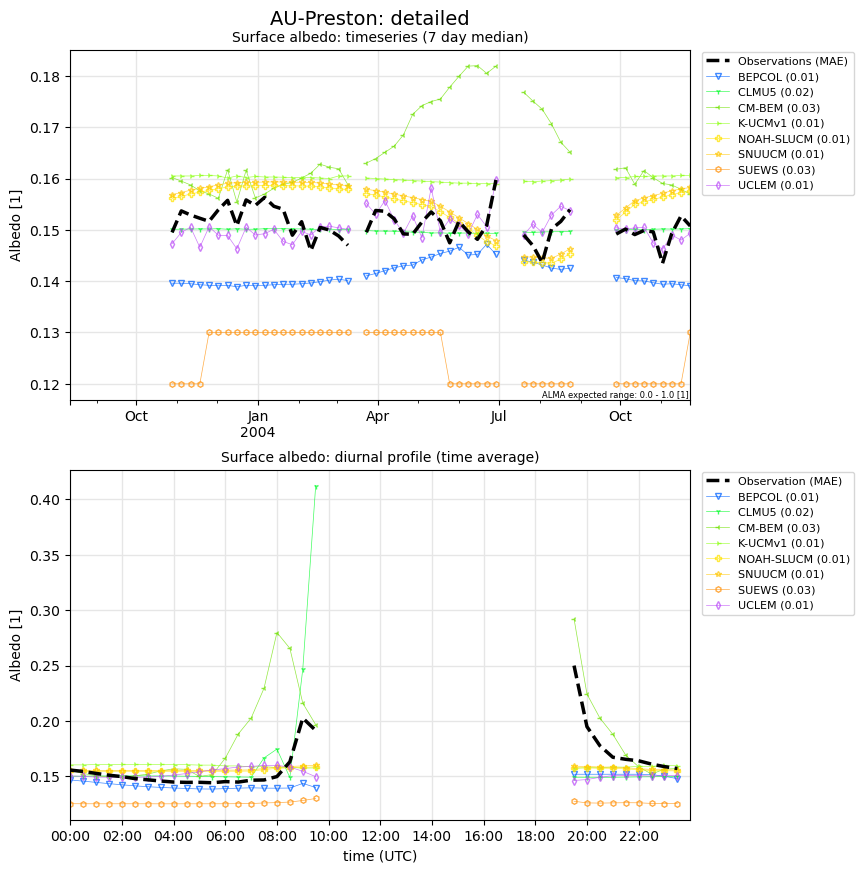 AU-Preston: detailed
Surface albedo: timeseries (7 day median)
Albedo [1]
0.18
0.17
0.16
0.15
0.14
0.13
0.12
Oct
Jan
2004
Apr
Jul
Oct
ALMA expected range: 0.0 - 1.0 [1]
Observations (MAE)
BEPCOL (0.01)
CLMU5 (0.02)
CM-BEM (0.03)
K-UCMv1 (0.01)
NOAH-SLUCM (0.01)
SNUUCM (0.01)
SUEWS (0.03)
UCLEM (0.01)
Surface albedo: diurnal profile (time average)
Albedo [1]
0.40
0.35
0.30
0.25
0.20
0.15
00:00
02:00
04:00
06:00
08:00
10:00
12:00
14:00
16:00
18:00
20:00
22:00
time (UTC)
Observation (MAE)
BEPCOL (0.01)
CLMU5 (0.02)
CM-BEM (0.03)
K-UCMv1 (0.01)
NOAH-SLUCM (0.01)
SNUUCM (0.01)
SUEWS (0.03)
UCLEM (0.01)